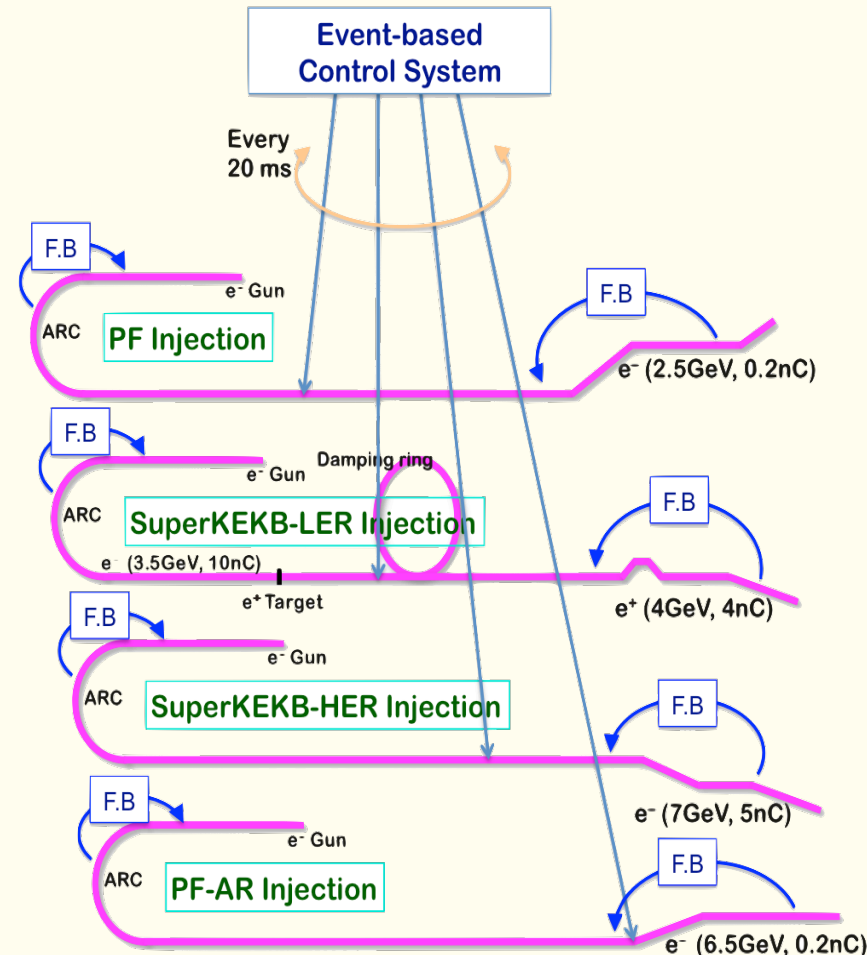 Event-based
Control System
Every
20 ms
F.B
e⁻ Gun
ARC
PF Injection
F.B
e⁻ (2.5GeV, 0.2nC)
F.B
e⁻ Gun
Damping ring
ARC
SuperKEKB-LER Injection
e⁻ (3.5GeV, 10nC)
e⁺ Target
F.B
e⁺ (4GeV, 4nC)
F.B
e⁻ Gun
ARC
SuperKEKB-HER Injection
F.B
e⁻ (7GeV, 5nC)
F.B
e⁻ Gun
ARC
PF-AR Injection
F.B
e⁻ (6.5GeV, 0.2nC)